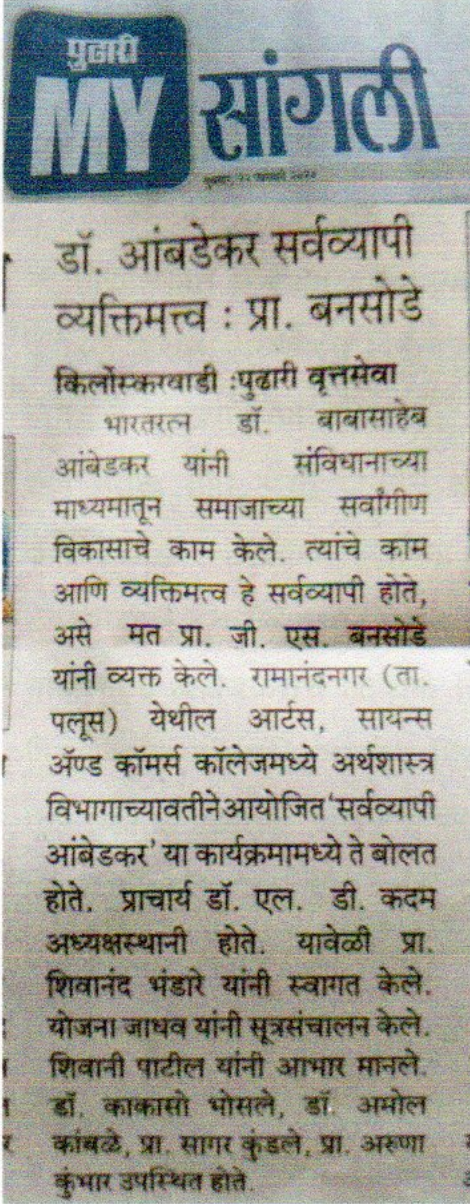 पुढारी
MY सांगली
डॉ. आंबडेकर सर्वव्यापी
व्यक्तिमत्त्व : प्रा. बनसोडे
किर्लोस्करवाडी :पुढारी वृत्तसेवा
भारतरत्न डॉ. बाबासाहेब
आंबेडकर यांनी संविधानाच्या
माध्यमातून समाजाच्या सर्वांगीण
विकासाचे काम केले. त्यांचे काम
आणि व्यक्तिमत्व हे सर्वव्यापी होते,
असे मत प्रा. जी. एस. बनसोडे
यांनी व्यक्त केले. रामानंदनगर (ता.
पलूस) येथील आर्टस, सायन्स
ॲण्ड कॉमर्स कॉलेजमध्ये अर्थशास्त्र
विभागाच्यावतीने आयोजित 'सर्वव्यापी
आंबेडकर' या कार्यक्रमामध्ये ते बोलत
होते. प्राचार्य डॉ. एल. डी. कदम
अध्यक्षस्थानी होते. यावेळी प्रा.
शिवानंद भंडारे यांनी स्वागत केले.
योजना जाधव यांनी सूत्रसंचालन केले.
शिवानी पाटील यांनी आभार मानले.
डॉ. काकासो भोसले, डॉ. अमोल
कांबळे, प्रा. सागर कुंडले, प्रा. अरुणा
कुंभार उपस्थित होते.